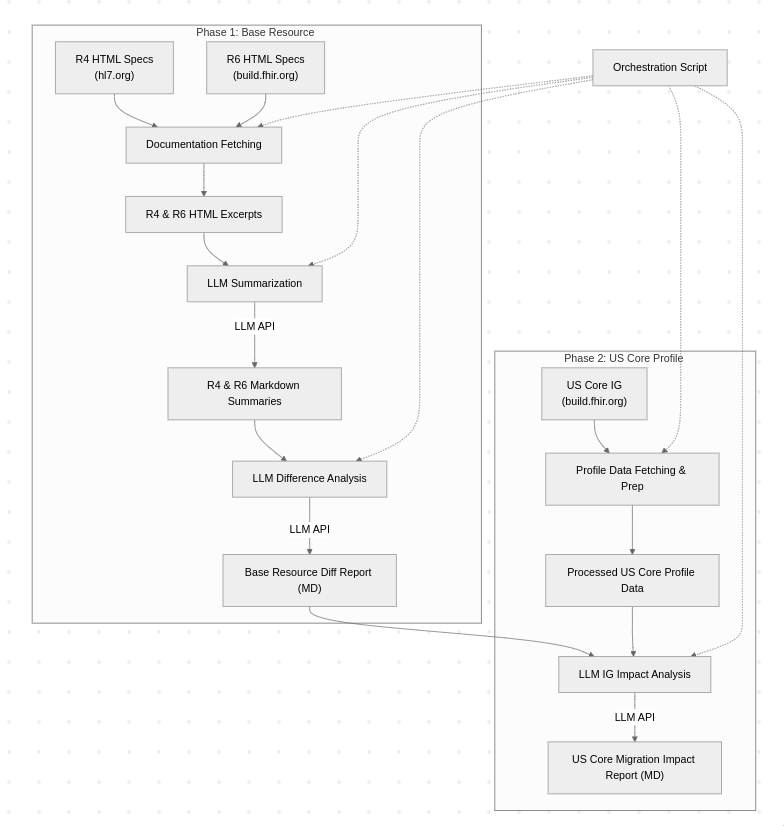 Phase 1: Base Resource
R4 HTML Specs
(hl7.org)
R6 HTML Specs
(build.fhir.org)
Orchestration Script
Documentation Fetching
R4 & R6 HTML Excerpts
LLM Summarization
LLM API
R4 & R6 Markdown
Summaries
LLM Difference Analysis
LLM API
Base Resource Diff Report
(MD)
Phase 2: US Core Profile
US Core IG
(build.fhir.org)
Profile Data Fetching &
Prep
Processed US Core Profile
Data
LLM IG Impact Analysis
LLM API
US Core Migration Impact
Report (MD)